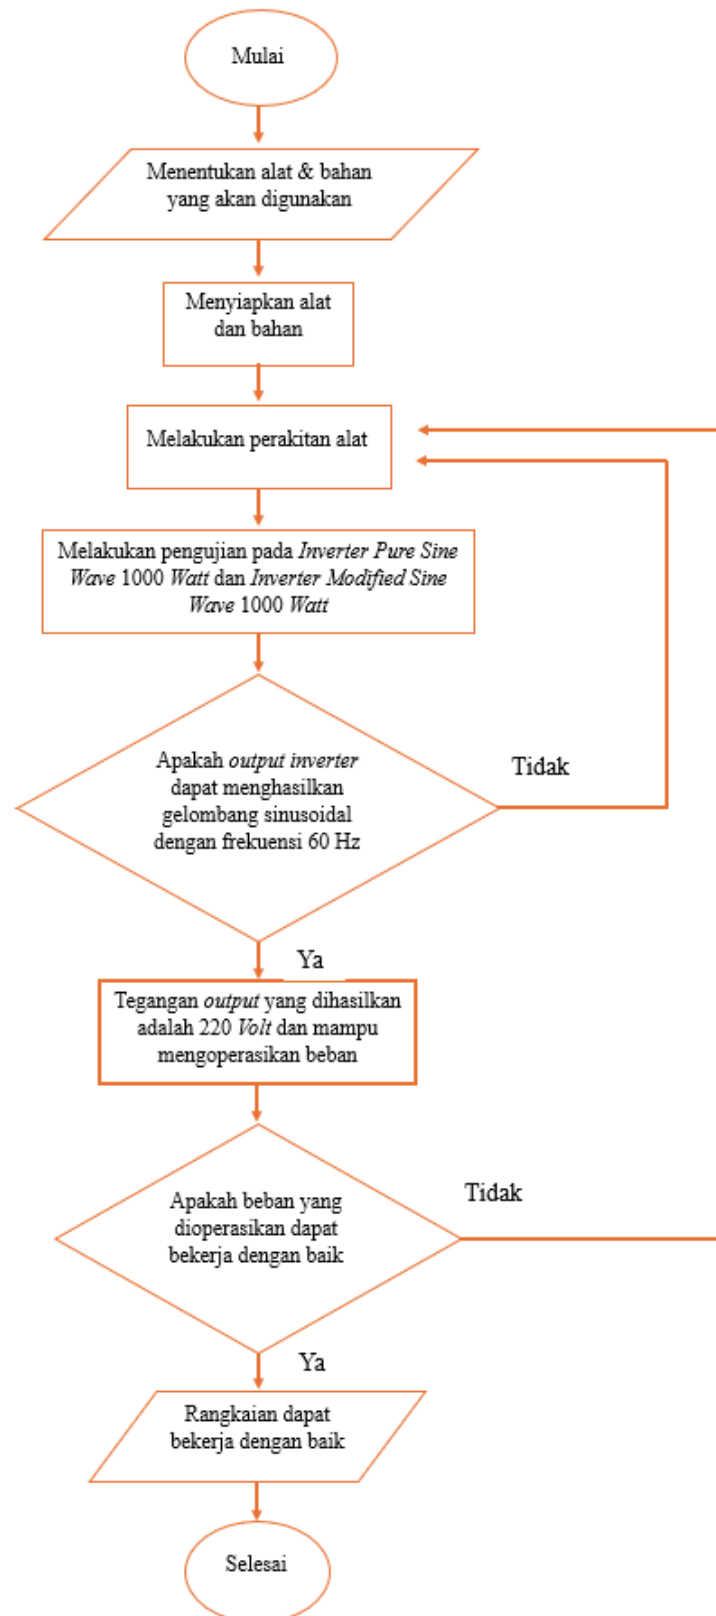 Mulai
Menentukan alat & bahan
yang akan digunakan
Menyiapkan alat
dan bahan
Melakukan perakitan alat
Melakukan pengujian pada Inverter Pure Sine
Wave 1000 Watt dan Inverter Modified Sine
Wave 1000 Watt
Apakah output inverter
dapat menghasilkan
gelombang sinusoidal
dengan frekuensi 60 Hz
Tidak
Ya
Tegangan output yang dihasilkan
adalah 220 Volt dan mampu
mengoperasikan beban
Apakah beban yang
dioperasikan dapat
bekerja dengan baik
Tidak
Ya
Rangkaian dapat
bekerja dengan baik
Selesai